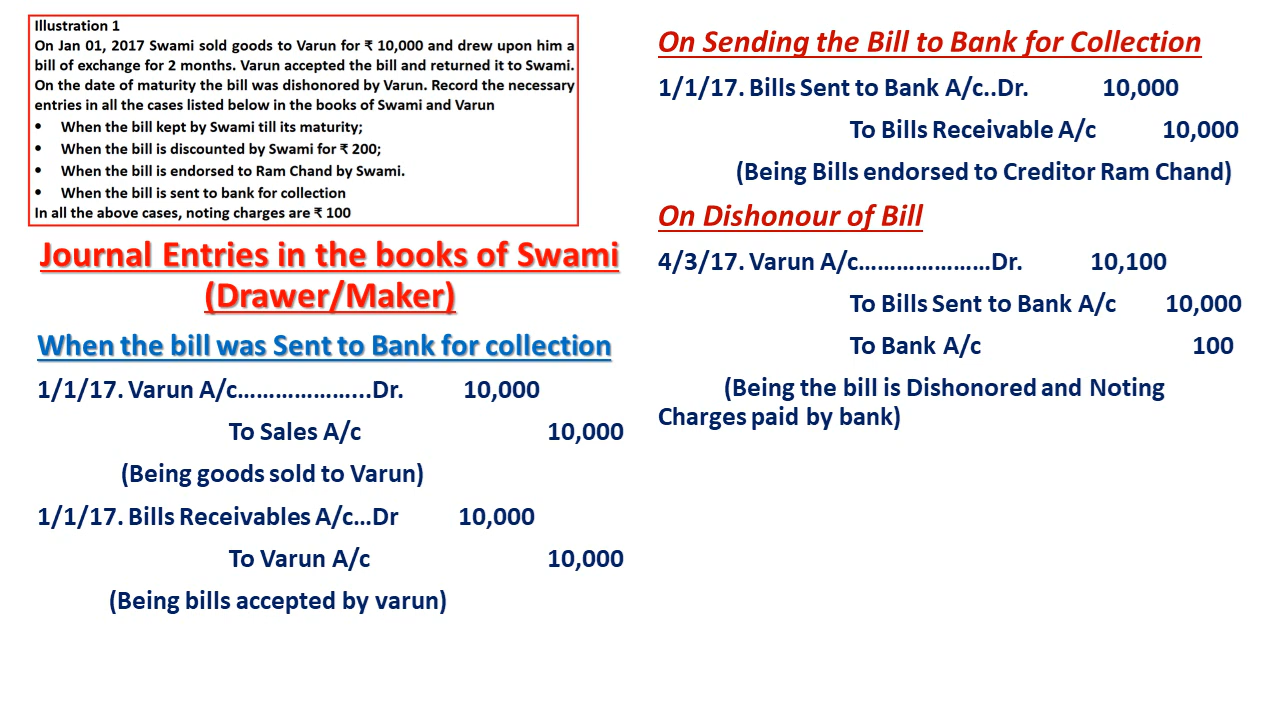 Illustration 1
On Jan 01, 2017 Swami sold goods to Varun for ₹ 10,000 and drew upon him a
bill of exchange for 2 months. Varun accepted the bill and returned it to Swami.
On the date of maturity the bill was dishonored by Varun. Record the necessary
entries in all the cases listed below in the books of Swami and Varun
• When the bill kept by Swami till its maturity;
• When the bill is discounted by Swami for ₹ 200;
• When the bill is endorsed to Ram Chand by Swami.
• When the bill is sent to bank for collection
In all the above cases, noting charges are ₹ 100
Journal Entries in the books of Swami
(Drawer/Maker)
When the bill was Sent to Bank for collection
1/1/17. Varun A/c…………………..Dr. 10,000
To Sales A/c 10,000
(Being goods sold to Varun)
1/1/17. Bills Receivables A/c…Dr 10,000
To Varun A/c 10,000
(Being bills accepted by varun)
On Sending the Bill to Bank for Collection
1/1/17. Bills Sent to Bank A/c..Dr. 10,000
To Bills Receivable A/c 10,000
(Being Bills endorsed to Creditor Ram Chand)
On Dishonour of Bill
4/3/17. Varun A/c…………………Dr. 10,100
To Bills Sent to Bank A/c 10,000
To Bank A/c 100
(Being the bill is Dishonored and Noting
Charges paid by bank)